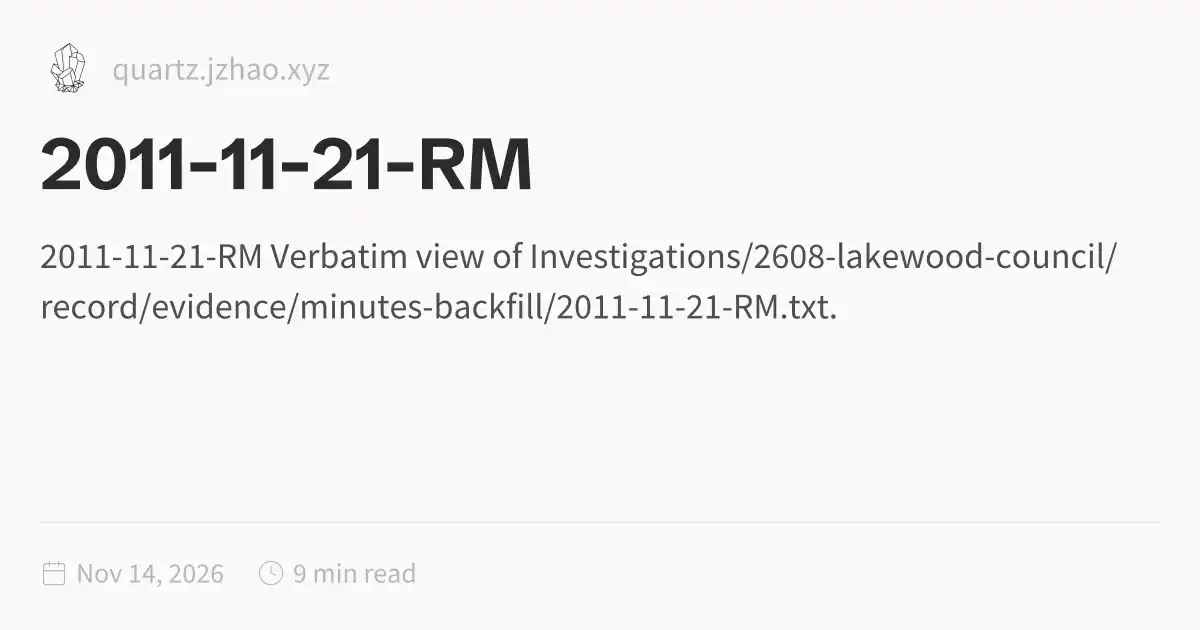 quartz.jzhao.xyz
2011-11-21-RM
2011-11-21-RM Verbatim view of Investigations/2608-lakewood-council/
record/evidence/minutes-backfill/2011-11-21-RM.txt.
Nov 14, 2026 9 min read